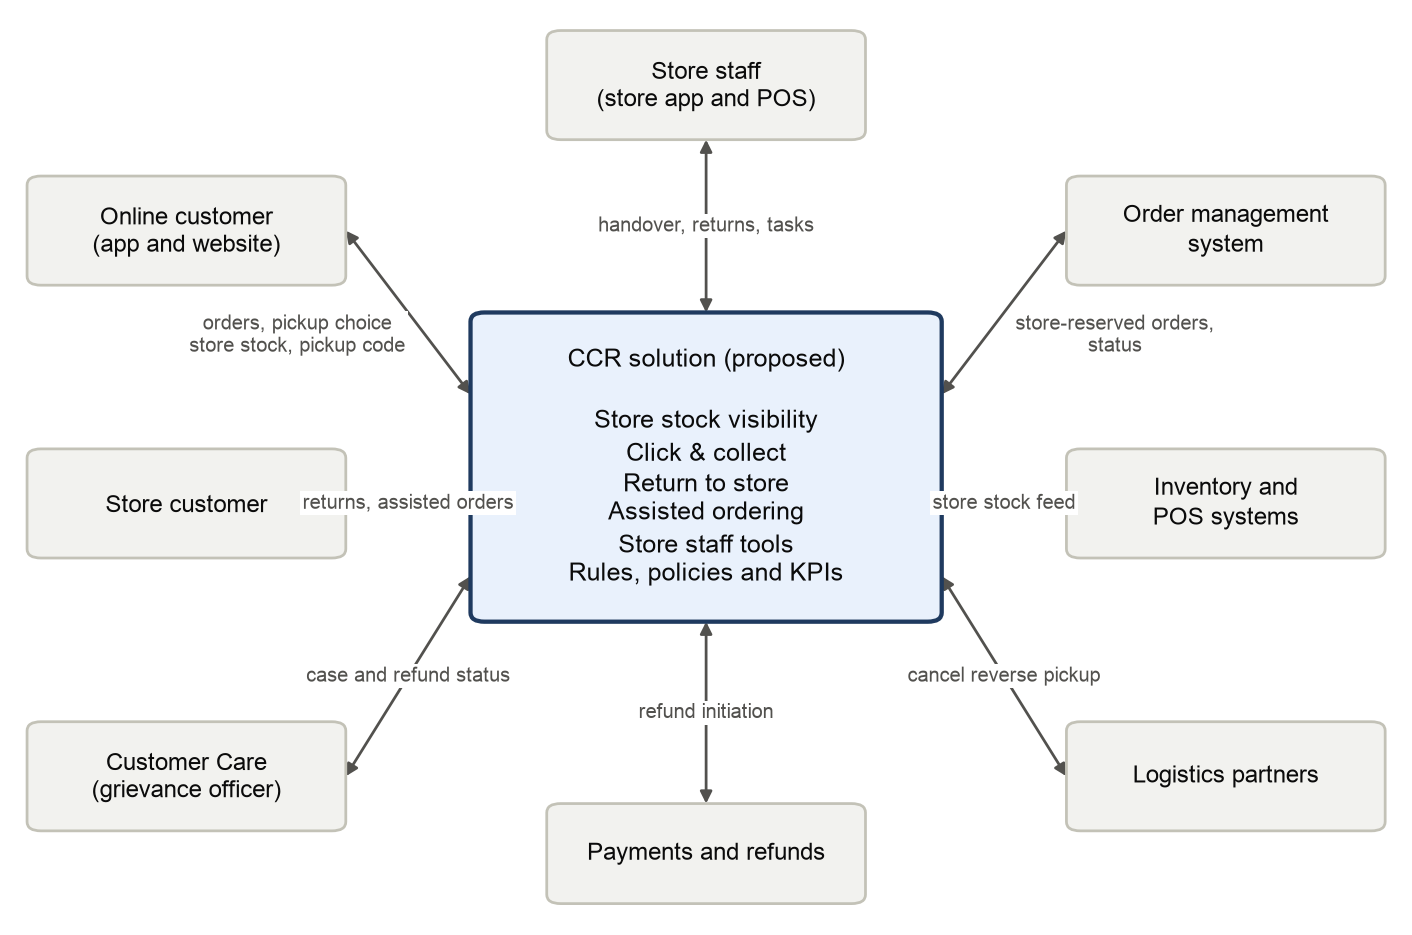 Store staff
(store app and POS)
Online customer
(app and website)
Order management
system
handover, returns, tasks
orders, pickup choice
store stock, pickup code
store-reserved orders,
status
CCR solution (proposed)
Store stock visibility
Click & collect
Return to store
Assisted ordering
Store staff tools
Rules, policies and KPIs
Store customer
returns, assisted orders
store stock feed
Inventory and
POS systems
case and refund status
refund initiation
cancel reverse pickup
Customer Care
(grievance officer)
Payments and refunds
Logistics partners